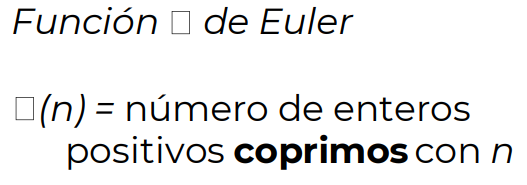 Función □ de Euler
□(n) = número de enteros
positivos coprimos con n